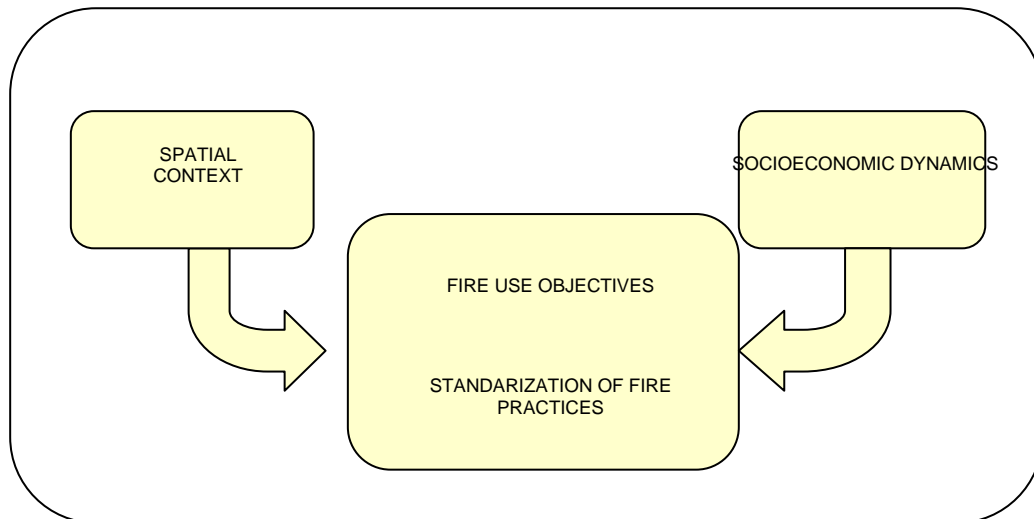 SPATIAL
CONTEXT
SOCIOECONOMIC DYNAMICS
FIRE USE OBJECTIVES
STANDARIZATION OF FIRE
PRACTICES